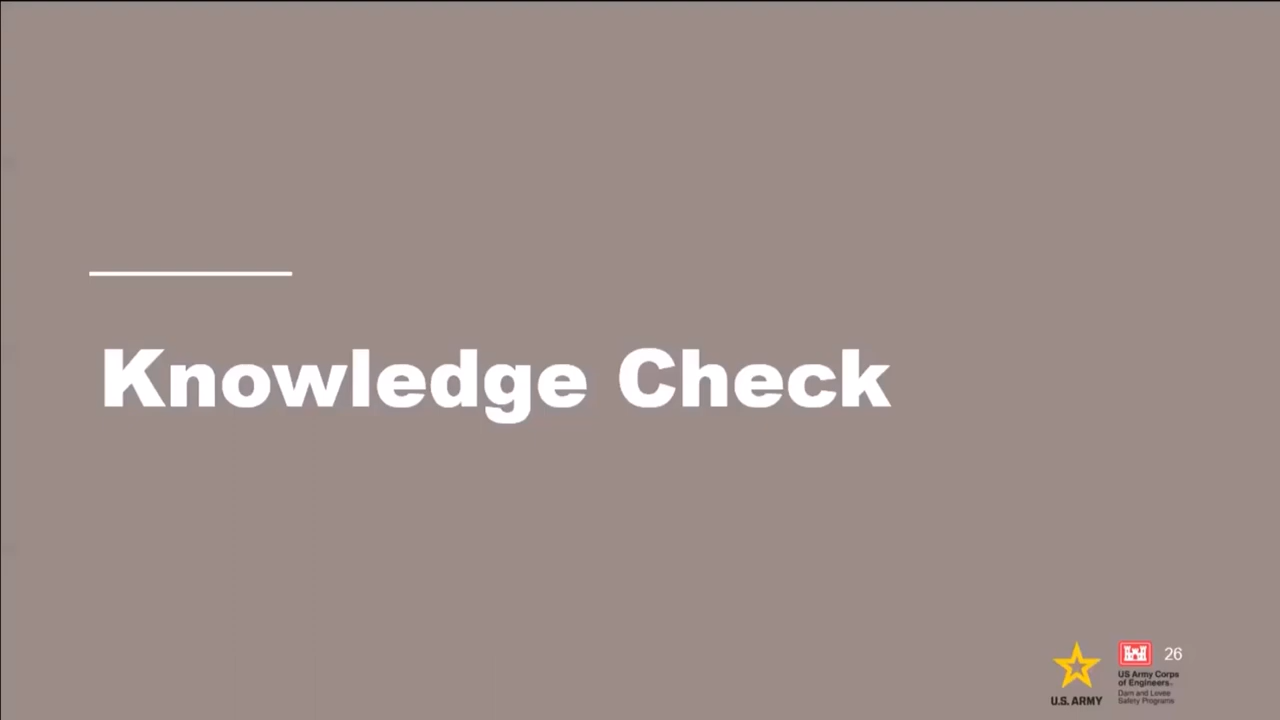 Knowledge Check
26
U.S. ARMY
US Army Corps
of Engineers®
Dam and Levee
Safety Programs